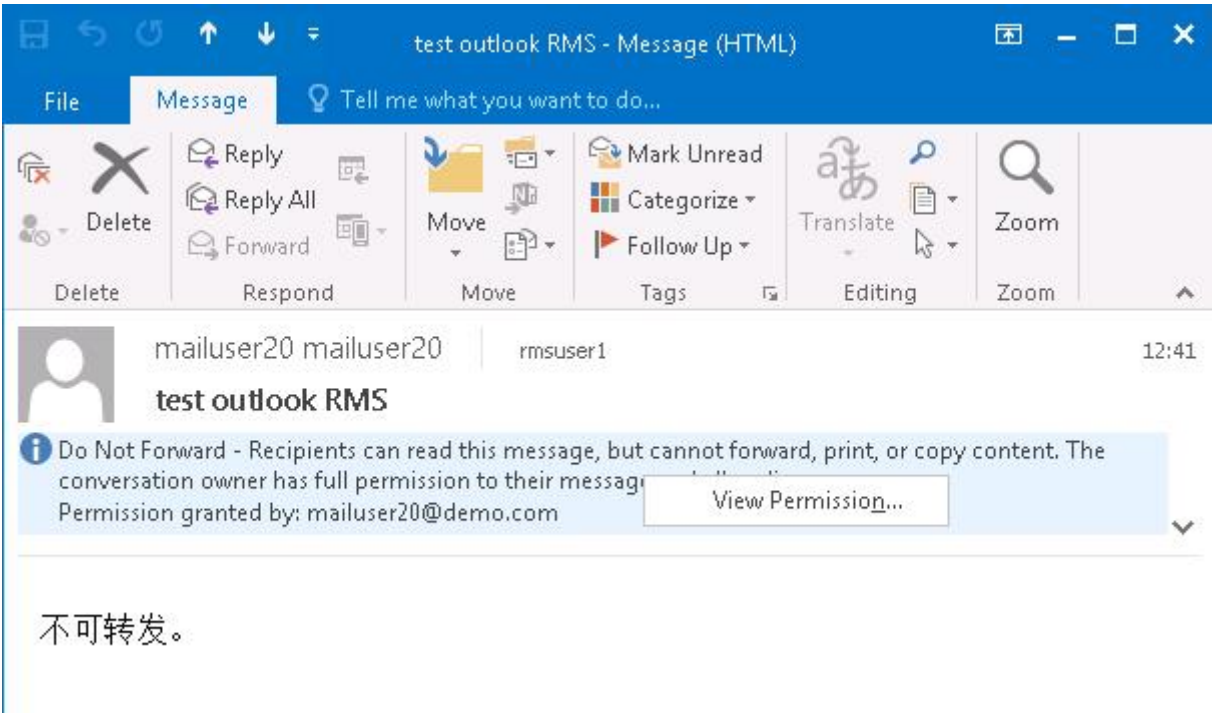 test outlook RMS - Message (HTML)
File Message Tell me what you want to do...
Reply
Reply All
Forward
Delete
Move
Mark Unread
Categorize
Follow Up
Translate
Zoom
Delete Respond Move Tags Editing Zoom
mailuser20 mailuser20 rmsuser1 12:41
test outlook RMS
Do Not Forward - Recipients can read this message, but cannot forward, print, or copy content. The
conversation owner has full permission to their
Permission granted by: mailuser20@demo.com
View Permission...
不可转发。